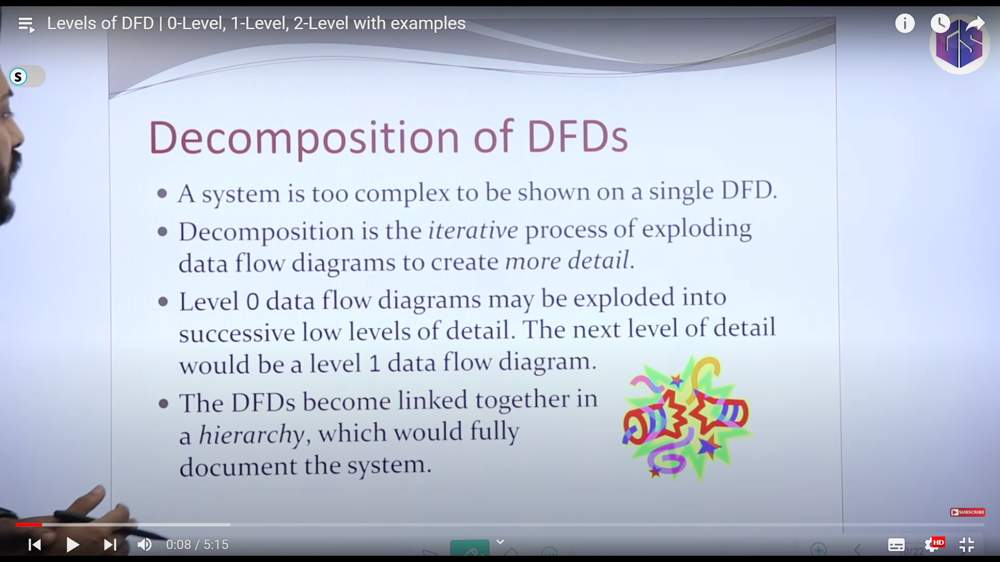 Levels of DFD | 0-Level, 1-Level, 2-Level with examples
S
Decomposition of DFDs
• A system is too complex to be shown on a single DFD.
• Decomposition is the iterative process of exploding
data flow diagrams to create more detail.
• Level 0 data flow diagrams may be exploded into
successive low levels of detail. The next level of detail
would be a level 1 data flow diagram.
• The DFDs become linked together in
a hierarchy, which would fully
document the system.
SUBSCRIBE
0:08 / 5:15
HD
10/22